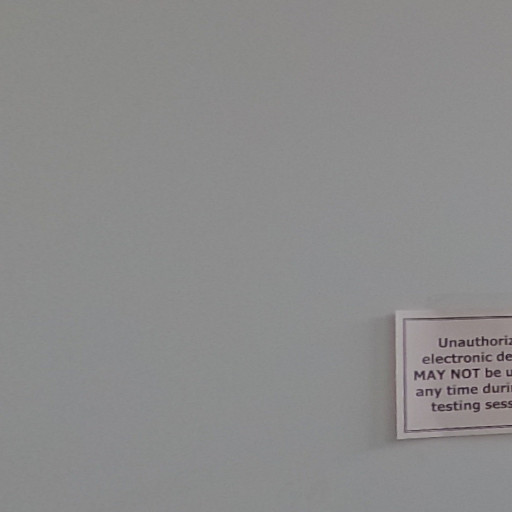 Unauthoriz
electronic de
MAY NOT be u
any time duri
testing sess